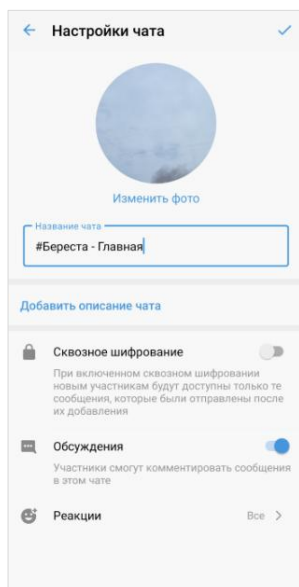 Настройки чата
Изменить фото
Название чата
#Береста - Главная
Добавить описание чата
Сквозное шифрование
При включенном сквозном шифровании
новым участникам будут доступны только те
сообщения, которые были отправлены после
их добавления
Обсуждения
Участники смогут комментировать сообщения
в этом чате
Реакции
Все